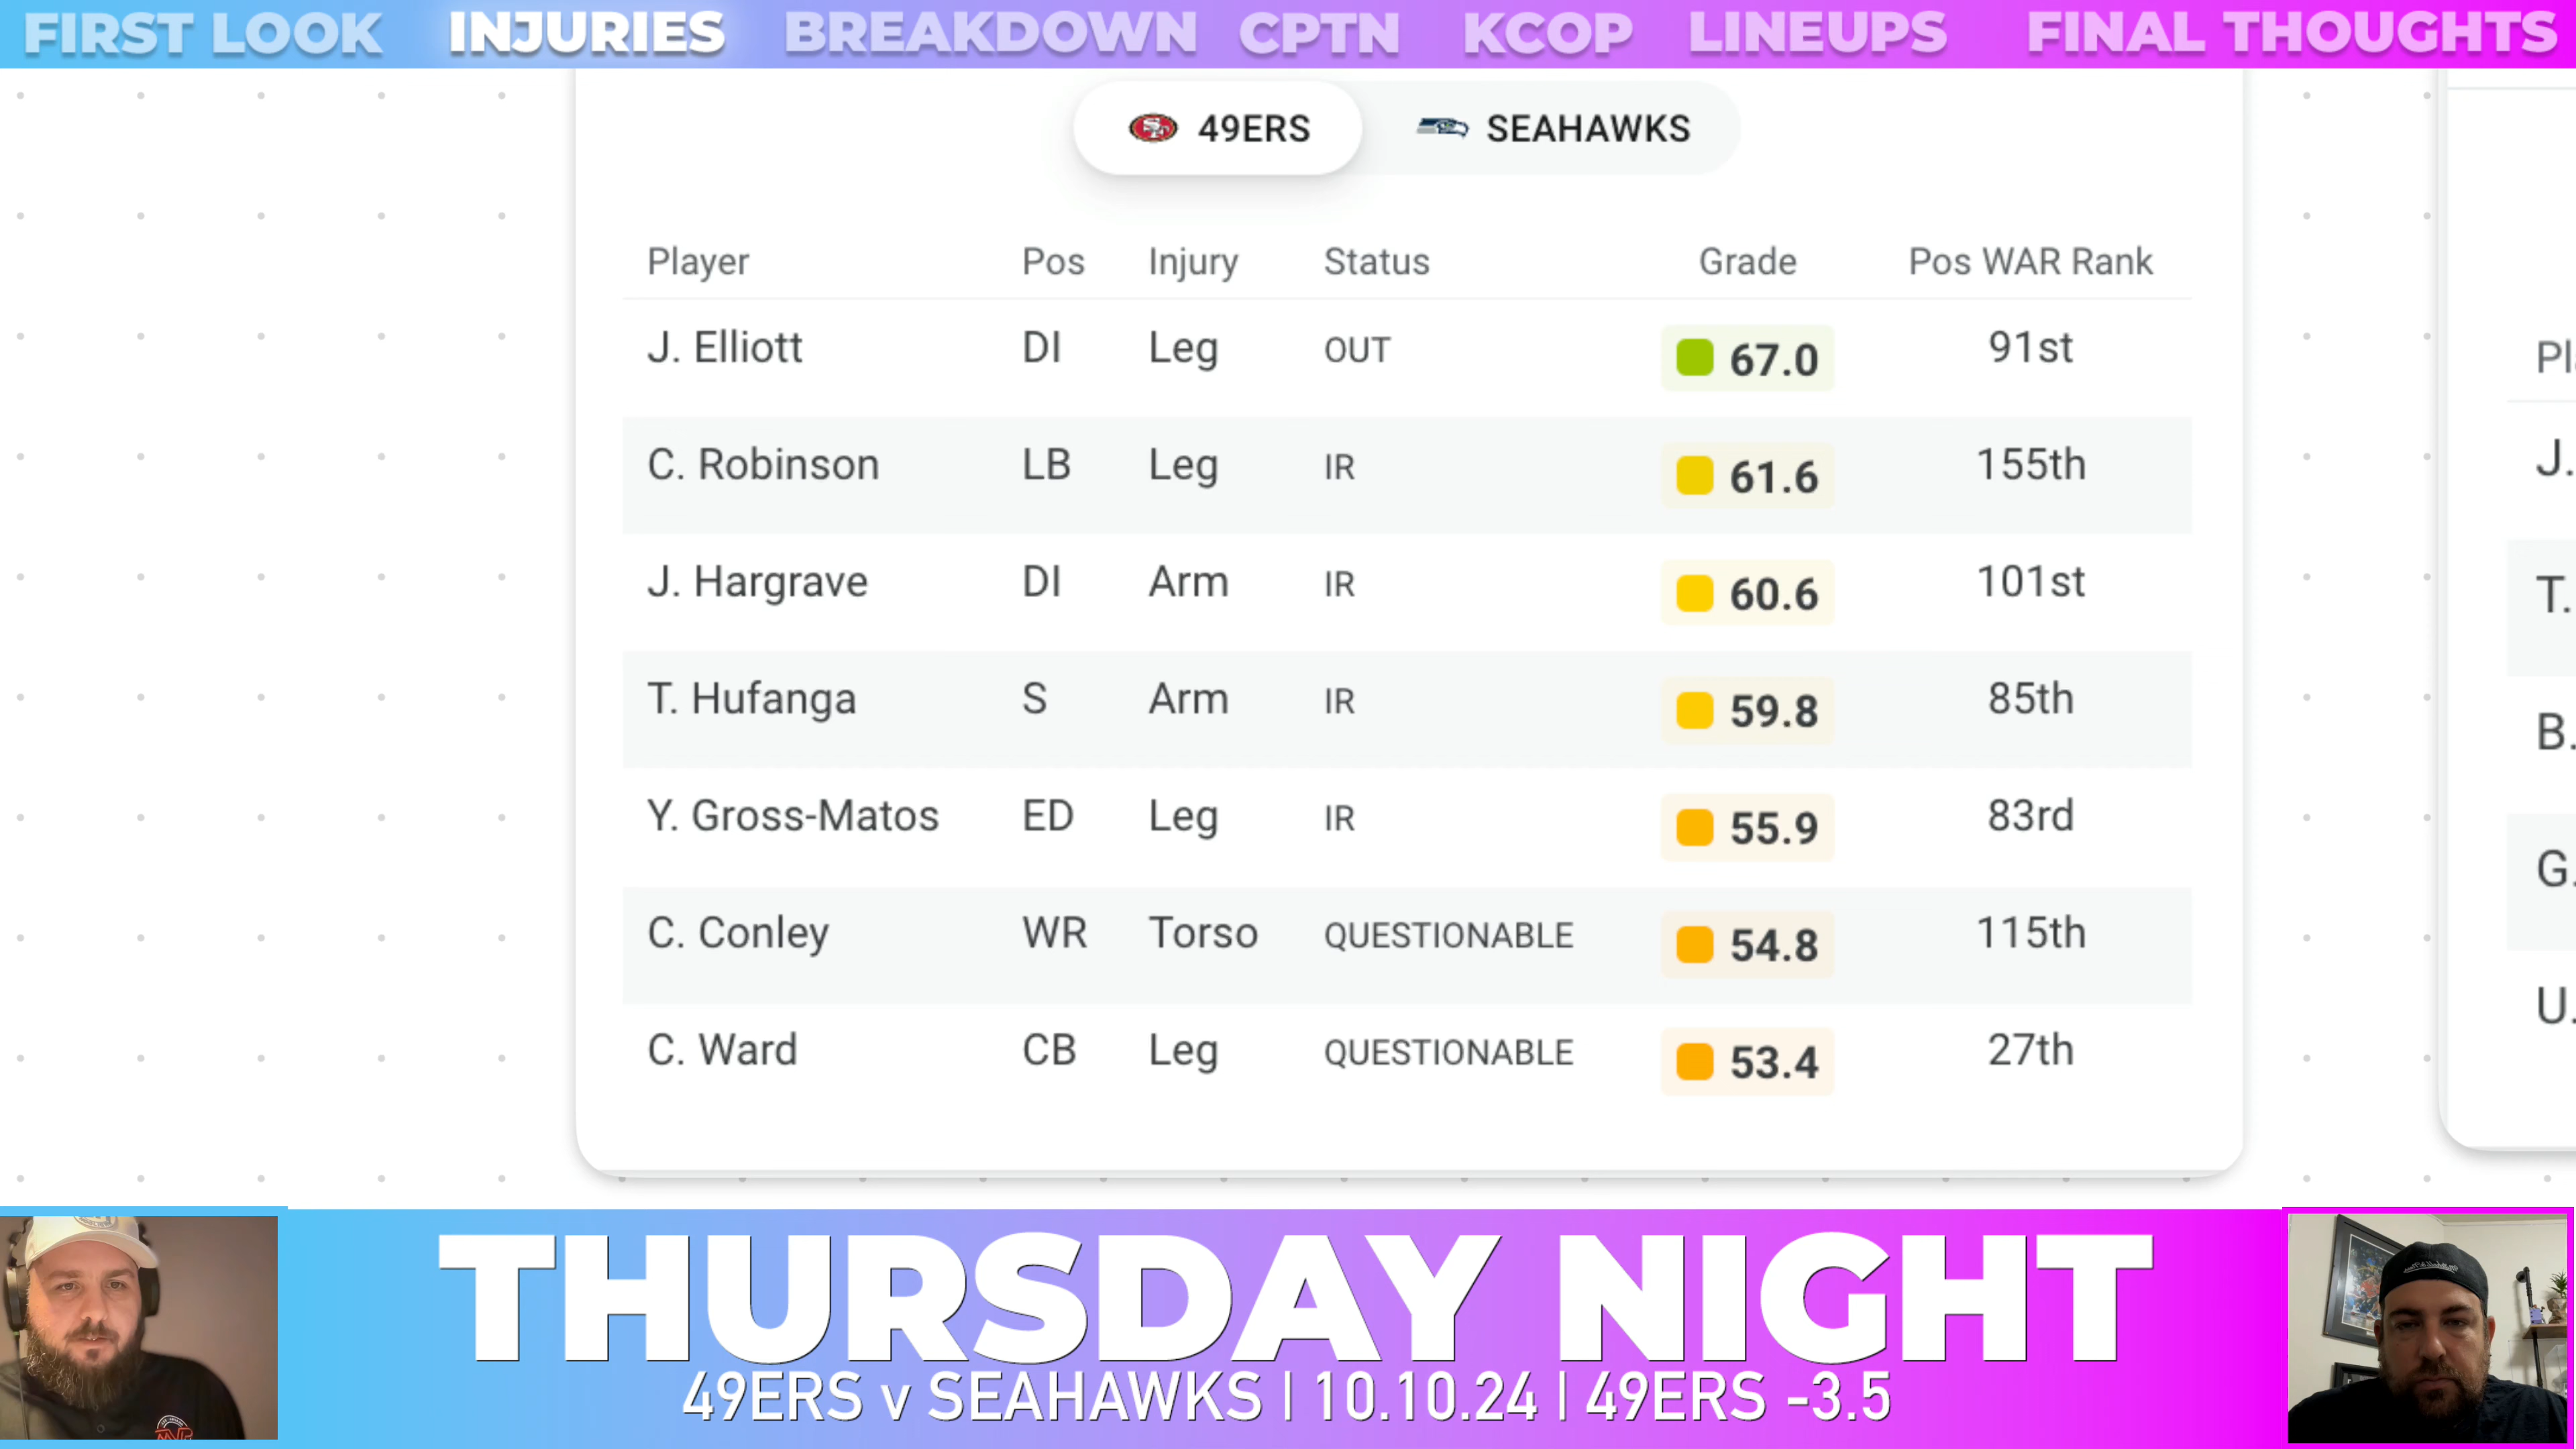 FIRST LOOK INJURIES BREAKDOWN CPTN KCOP LINEUPS FINAL THOUGHTS
49ERS SEAHAWKS
Player Pos Injury Status Grade Pos WAR Rank
J. Elliott DI Leg OUT 67.0 91st
C. Robinson LB Leg IR 61.6 155th
J. Hargrave DI Arm IR 60.6 101st
T. Hufanga S Arm IR 59.8 85th
Y. Gross-Matos ED Leg IR 55.9 83rd
C. Conley WR Torso QUESTIONABLE 54.8 115th
C. Ward CB Leg QUESTIONABLE 53.4 27th
J.
T.
B.
G.
U.
THURSDAY NIGHT
49ERS v SEAHAWKS | 10.10.24 | 49ERS -3.5